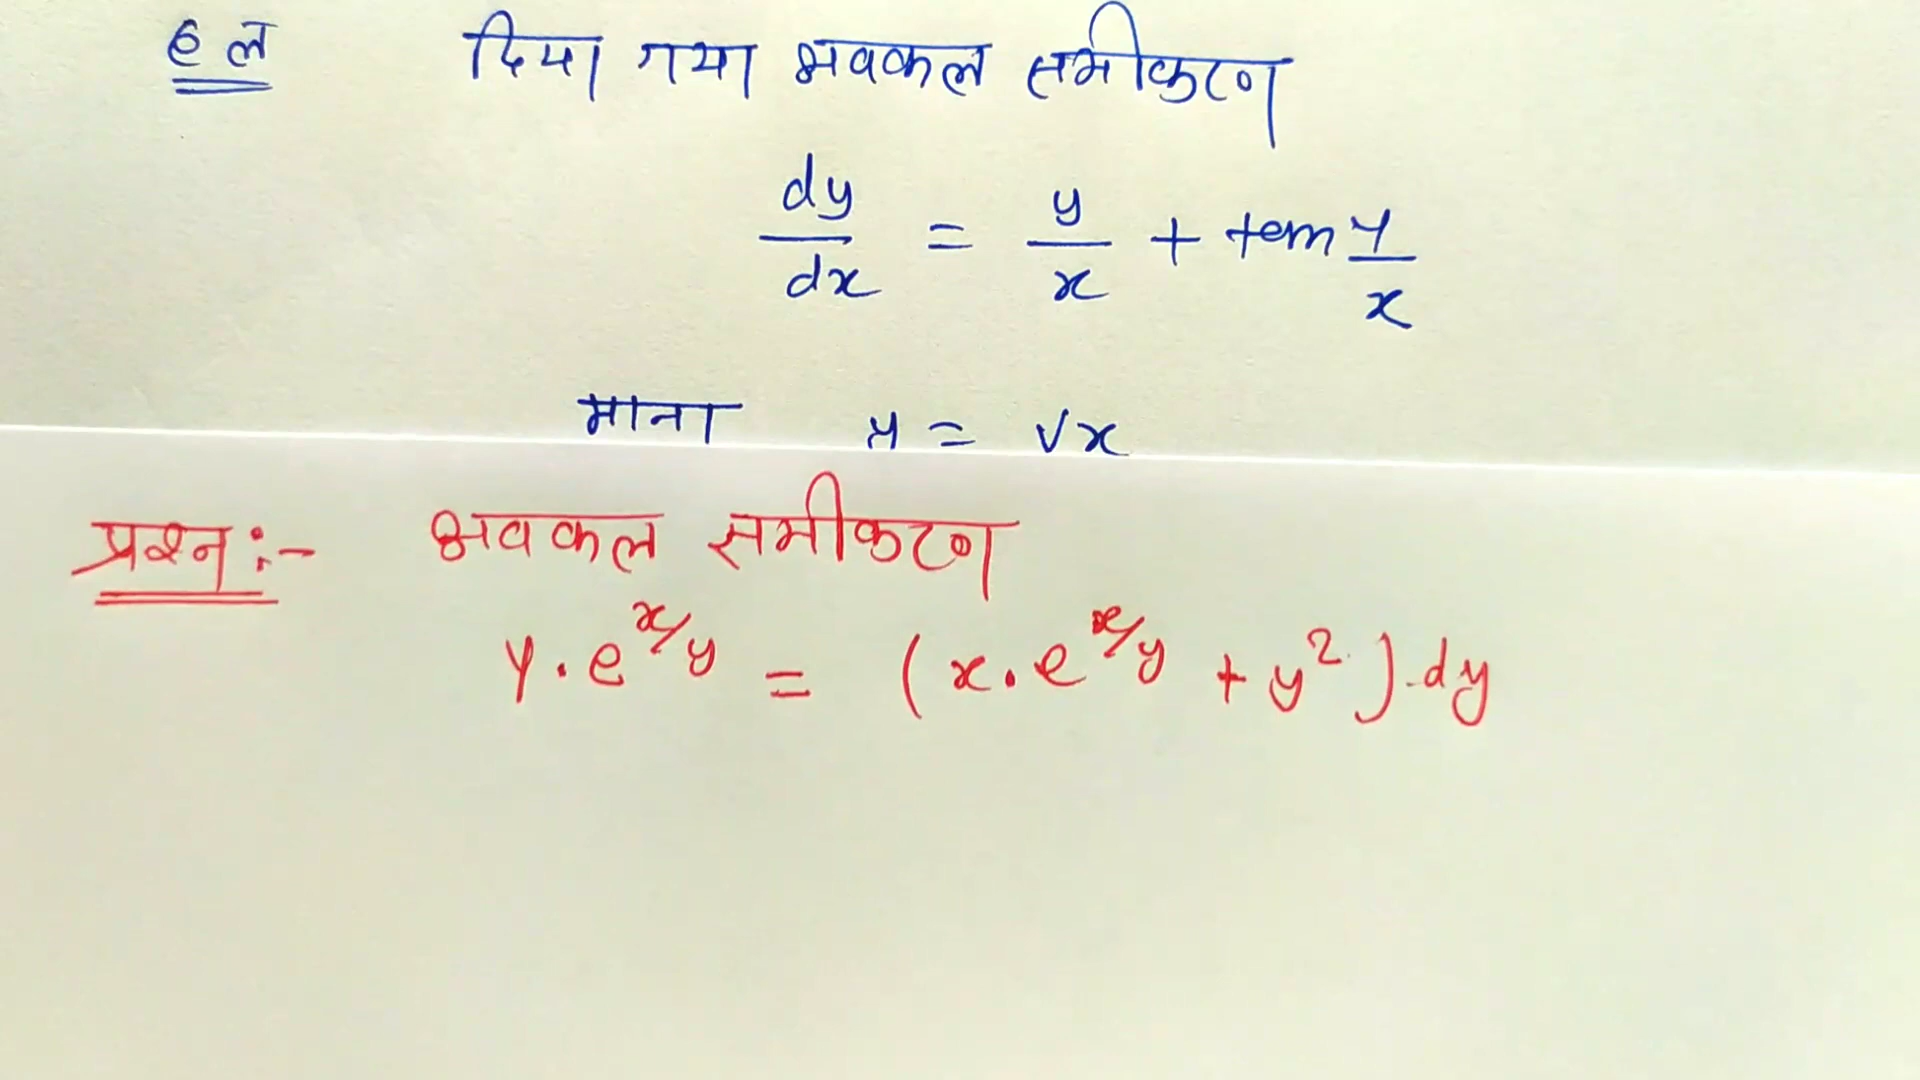 हल दिया गया अवकल समीकरण
dy/dx = y/x + tan y/x
माना y = vx
प्रश्न :- अवकल समीकरण
y . e^x/y = (x . e^x/y + y²) . dy